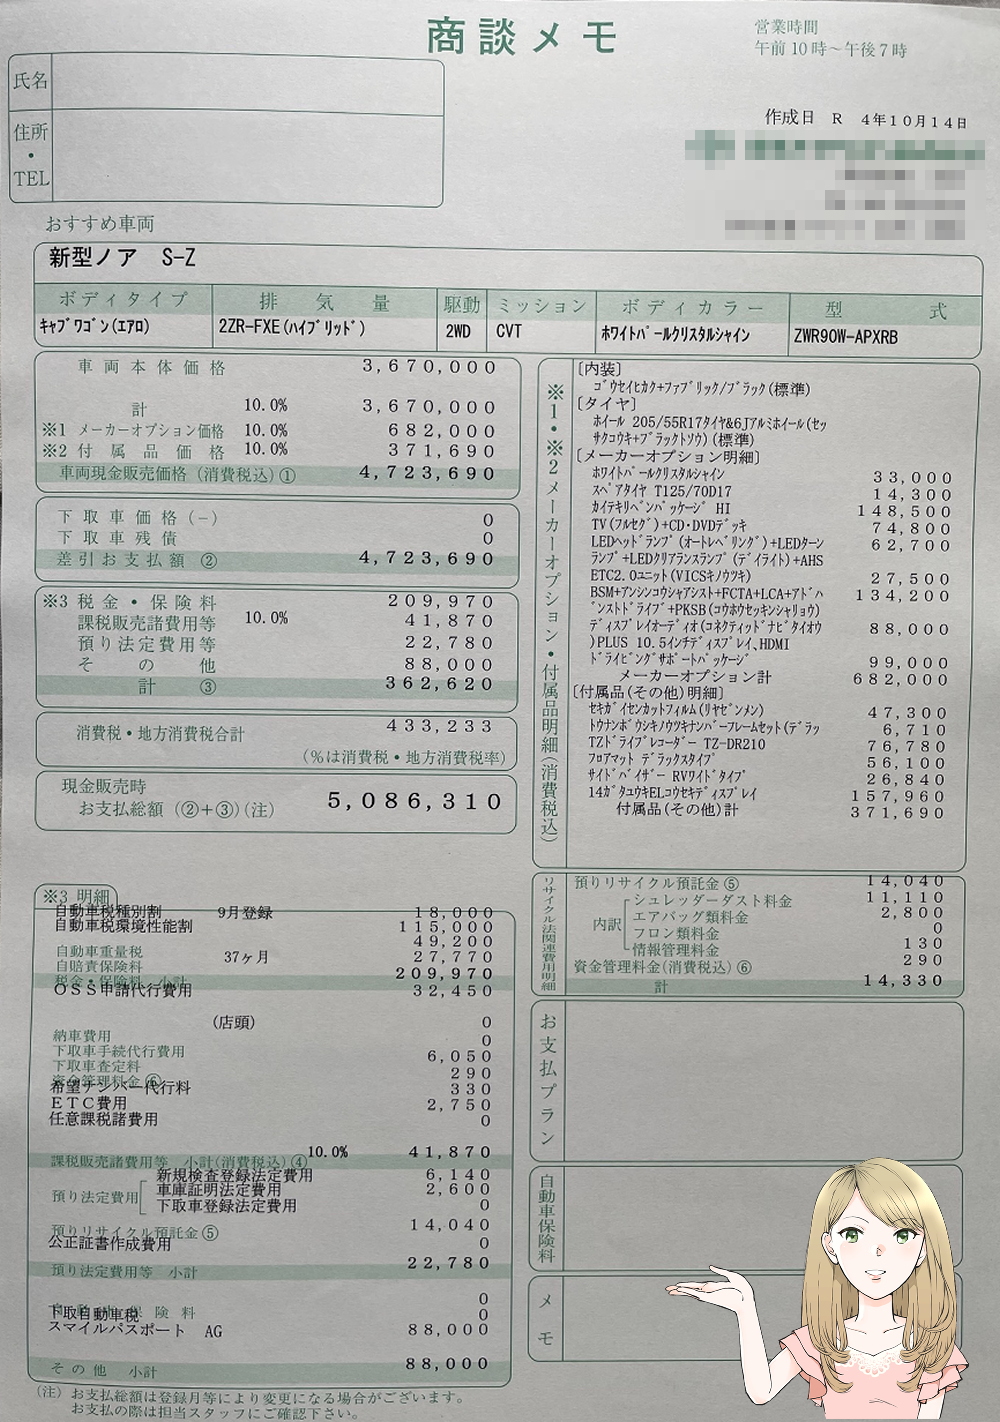 商談メモ
営業時間
午前10時～午後7時
氏名
住所
・
TEL
作成日 R 4年10月14日
おすすめ車両
新型ノア S-Z
ボディタイプ 排気量 駆動 ミッション ボディカラー 型式
ｷｬﾌﾞﾜｺﾞﾝ(ｴｱﾛ) 2ZR-FXE(ﾊｲﾌﾞﾘｯﾄﾞ) 2WD CVT ﾎﾜｲﾄﾊﾟｰﾙｸﾘｽﾀﾙｼｬｲﾝ ZWR90W-APXRB
車両本体価格 3,670,000
計 10.0% 3,670,000
※1 メーカーオプション価格 10.0% 682,000
※2 付属品価格 10.0% 371,690
車両現金販売価格(消費税込)① 4,723,690
下取車価格(-) 0
下取車残債 0
差引お支払額 ② 4,723,690
※3 税金・保険料 209,970
課税販売諸費用等 10.0% 41,870
預り法定費用等 22,780
その他 88,000
計 ③ 362,620
消費税・地方消費税合計 433,233
(％は消費税・地方消費税率)
現金販売時
お支払総額(②+③)(注) 5,086,310
※1・※2メーカーオプション・付属品明細(消費税込)
[内装]
ｺﾞｳｾｲﾋｶｸ+ﾌｧﾌﾞﾘｯｸ/ﾌﾞﾗｯｸ(標準)
[タイヤ]
ﾎｲｰﾙ 205/55R17ﾀｲﾔ&6Jｱﾙﾐﾎｲｰﾙ(ｾｯ
ｻｸｺｳｷ+ﾌﾞﾗｯｸﾄｿｳ)(標準)
[メーカーオプション明細]
ﾎﾜｲﾄﾊﾟｰﾙｸﾘｽﾀﾙｼｬｲﾝ 33,000
ｽﾍﾟｱﾀｲﾔ T125/70D17 14,300
ｶｲﾃｷﾘﾍﾞﾝﾊﾟｯｹｰｼﾞ HI 148,500
TV(ﾌﾙｾｸﾞ)+CD･DVDﾃﾞｯｷ 74,800
LEDﾍｯﾄﾞﾗﾝﾌﾟ(ｵｰﾄﾚﾍﾞﾘﾝｸﾞ)+LEDﾀｰﾝ 62,700
ﾗﾝﾌﾟ+LEDｸﾘｱﾗﾝｽﾗﾝﾌﾟ(ﾃﾞｲﾗｲﾄ)+AHS
ETC2.0ﾕﾆｯﾄ(VICSｷﾉｳﾂｷ) 27,500
BSM+ｱﾝｼﾝｺｳｼｬｱｼｽﾄ+FCTA+LCA+ｱﾄﾞﾊ 134,200
ﾞﾝｽﾄﾄﾞﾗｲﾌﾞ+PKSB(ｺｳﾎｳｾｯｷﾝｼｬﾘｮｳ)
ﾃﾞｨｽﾌﾟﾚｲｵｰﾃﾞｨｵ(ｺﾈｸﾃｨｯﾄﾞﾅﾋﾞﾀｲｵｳ 88,000
)PLUS 10.5ｲﾝﾁﾃﾞｨｽﾌﾟﾚｲ､HDMI
ﾄﾞﾗｲﾋﾞﾝｸﾞｻﾎﾟｰﾄﾊﾟｯｹｰｼﾞ 99,000
メーカーオプション計 682,000
[付属品(その他)明細]
ｾｷｶﾞｲｾﾝｶｯﾄﾌｨﾙﾑ(ﾘﾔｾﾞﾝﾒﾝ) 47,300
ﾄｳﾅﾝﾎﾞｳｼｷﾉｳﾂｷﾅﾝﾊﾞｰﾌﾚｰﾑｾｯﾄ(ﾃﾞﾗｯ 6,710
TZﾄﾞﾗｲﾌﾞﾚｺｰﾀﾞｰ TZ-DR210 76,780
ﾌﾛｱﾏｯﾄ ﾃﾞﾗｯｸｽﾀｲﾌﾟ 56,100
ｻｲﾄﾞﾊﾞｲｻﾞｰ RVﾜｲﾄﾞﾀｲﾌﾟ 26,840
14ｶﾞﾀﾕｳｷELｺｳｾｷﾃﾞｨｽﾌﾟﾚｲ 157,960
付属品(その他)計 371,690
※3 明細
自動車税種別割 9月登録 18,000
自動車税環境性能割 115,000
自動車重量税 49,200
自賠責保険料 37ヶ月 27,770
税金・保険料 小計 209,970
OSS申請代行費用 32,450
(店頭) 0
納車費用 0
下取車手続代行費用 6,050
下取車査定料 290
資金管理料金⑥
希望ナンバー代行料 330
ETC費用 2,750
任意課税諸費用 0
課税販売諸費用等 小計(消費税込)④ 10.0% 41,870
預り法定費用
新規検査登録法定費用 6,140
車庫証明法定費用 2,600
下取車登録法定費用 0
預りリサイクル預託金⑤ 14,040
公正証書作成費用 0
預り法定費用等 小計 22,780
自動車保険料 0
下取自動車税 0
スマイルパスポート AG 88,000
その他 小計 88,000
(注) お支払総額は登録月等により変更になる場合がございます。
お支払の際は担当スタッフにご確認下さい。
リサイクル法関連費用明細
預りリサイクル預託金⑤ 14,040
内訳
シュレッダーダスト料金 11,110
エアバッグ類料金 2,800
フロン類料金 0
情報管理料金 130
資金管理料金(消費税込)⑥ 290
計 14,330
お支払プラン
自動車保険料
メモ